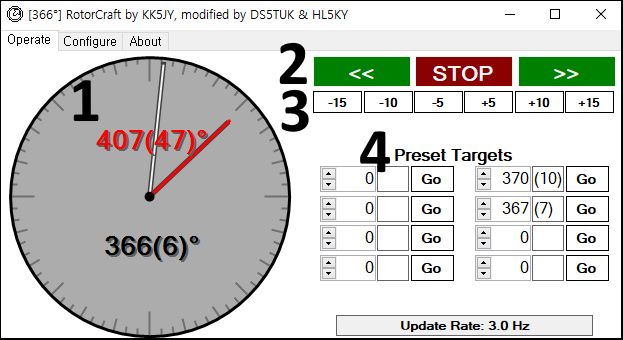 [366°] RotorCraft by KK5JY, modified by DS5TUK & HL5KY
Operate Configure About
1
407(47)°
366(6)°
2
<< STOP >>
3
-15 -10 -5 +5 +10 +15
4
Preset Targets
0 Go 370 (10) Go
0 Go 367 (7) Go
0 Go 0 Go
0 Go 0 Go
Update Rate: 3.0 Hz